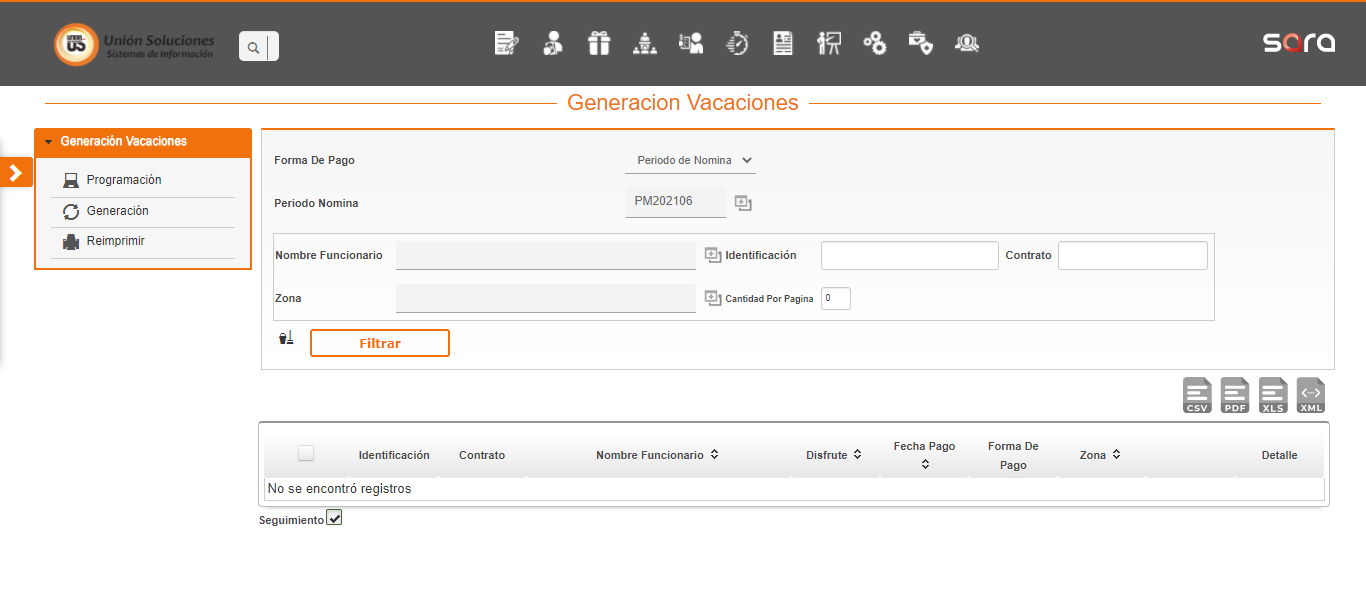 UNION
US
Unión Soluciones
Sistemas de Información
sara
Generacion Vacaciones
Generación Vacaciones
Programación
Generación
Reimprimir
Forma De Pago
Periodo de Nomina
Periodo Nomina
PM202106
Nombre Funcionario
Identificación
Contrato
Zona
Cantidad Por Pagina
0
Filtrar
CSV PDF XLS XML
Identificación Contrato Nombre Funcionario Disfrute Fecha Pago Forma De Pago Zona Detalle
No se encontró registros
Seguimiento